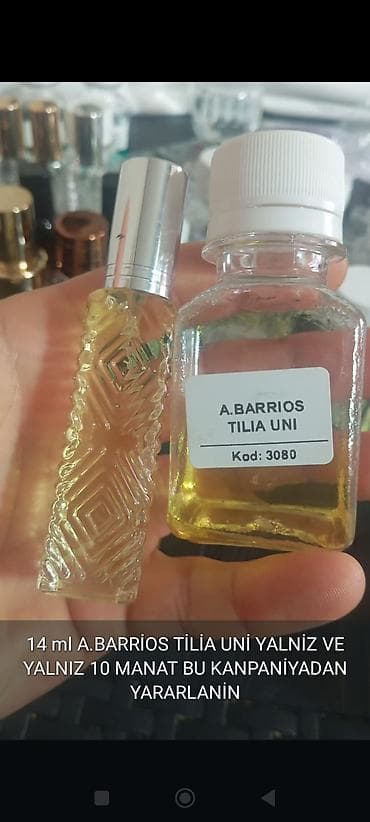 A.BARRIOS
TILIA UNI
Kod: 3080
14 ml A.BARRİOS TİLİA UNİ YALNİZ VE
YALNIZ 10 MANAT BU KANPANİYADAN
YARARLANİN